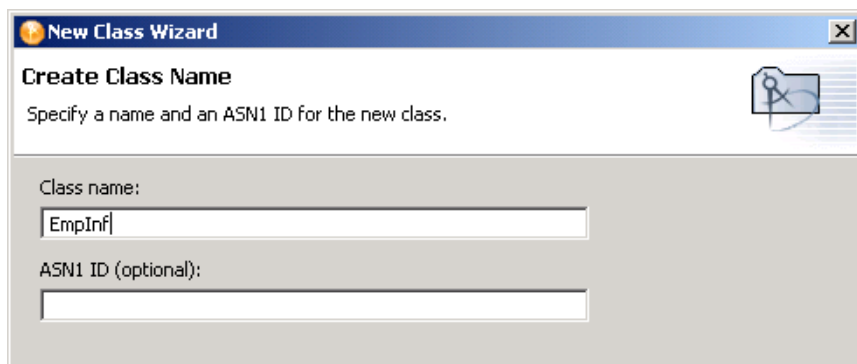 New Class Wizard
Create Class Name
Specify a name and an ASN1 ID for the new class.
Class name:
EmpInf
ASN1 ID (optional):